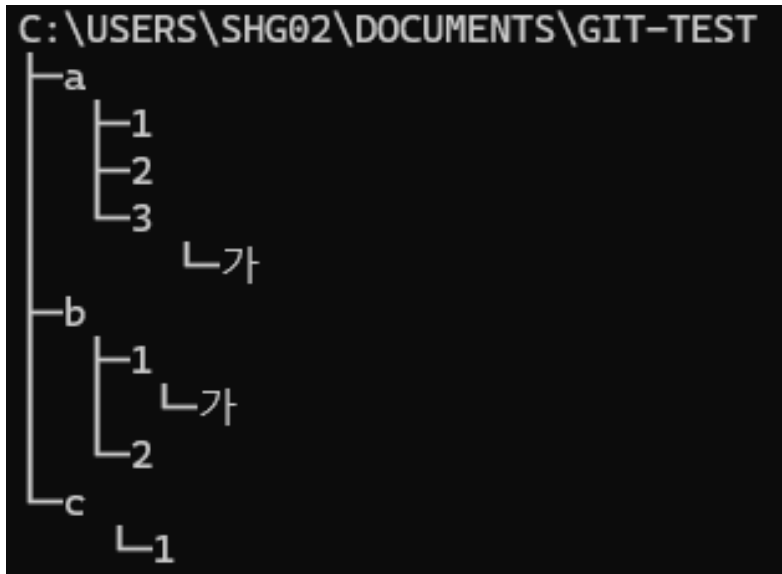 C:\USERS\SHG02\DOCUMENTS\GIT-TEST
├─a
│  ├─1
│  ├─2
│  └─3
│      └─가
├─b
│  ├─1
│  │  └─가
│  └─2
└─c
    └─1